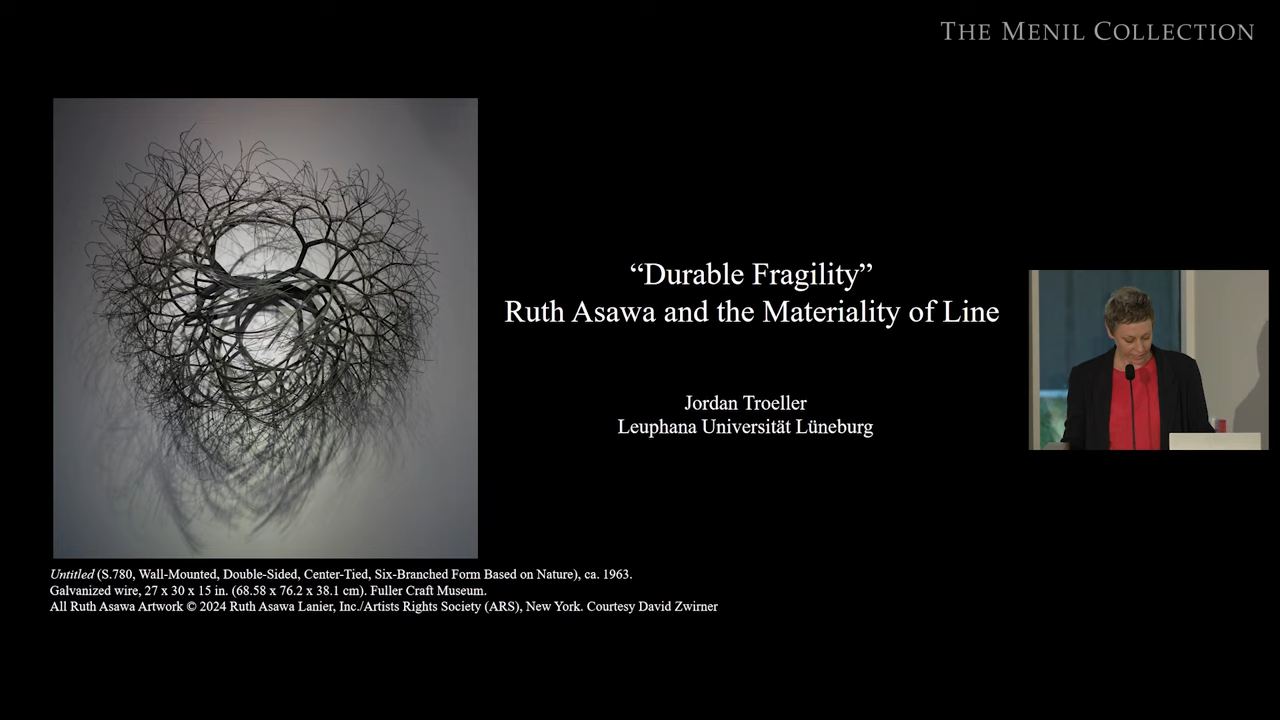 THE MENIL COLLECTION
“Durable Fragility”
Ruth Asawa and the Materiality of Line
Jordan Troeller
Leuphana Universität Lüneburg
Untitled (S.780, Wall-Mounted, Double-Sided, Center-Tied, Six-Branched Form Based on Nature), ca. 1963.
Galvanized wire, 27 x 30 x 15 in. (68.58 x 76.2 x 38.1 cm). Fuller Craft Museum.
All Ruth Asawa Artwork © 2024 Ruth Asawa Lanier, Inc./Artists Rights Society (ARS), New York. Courtesy David Zwirner